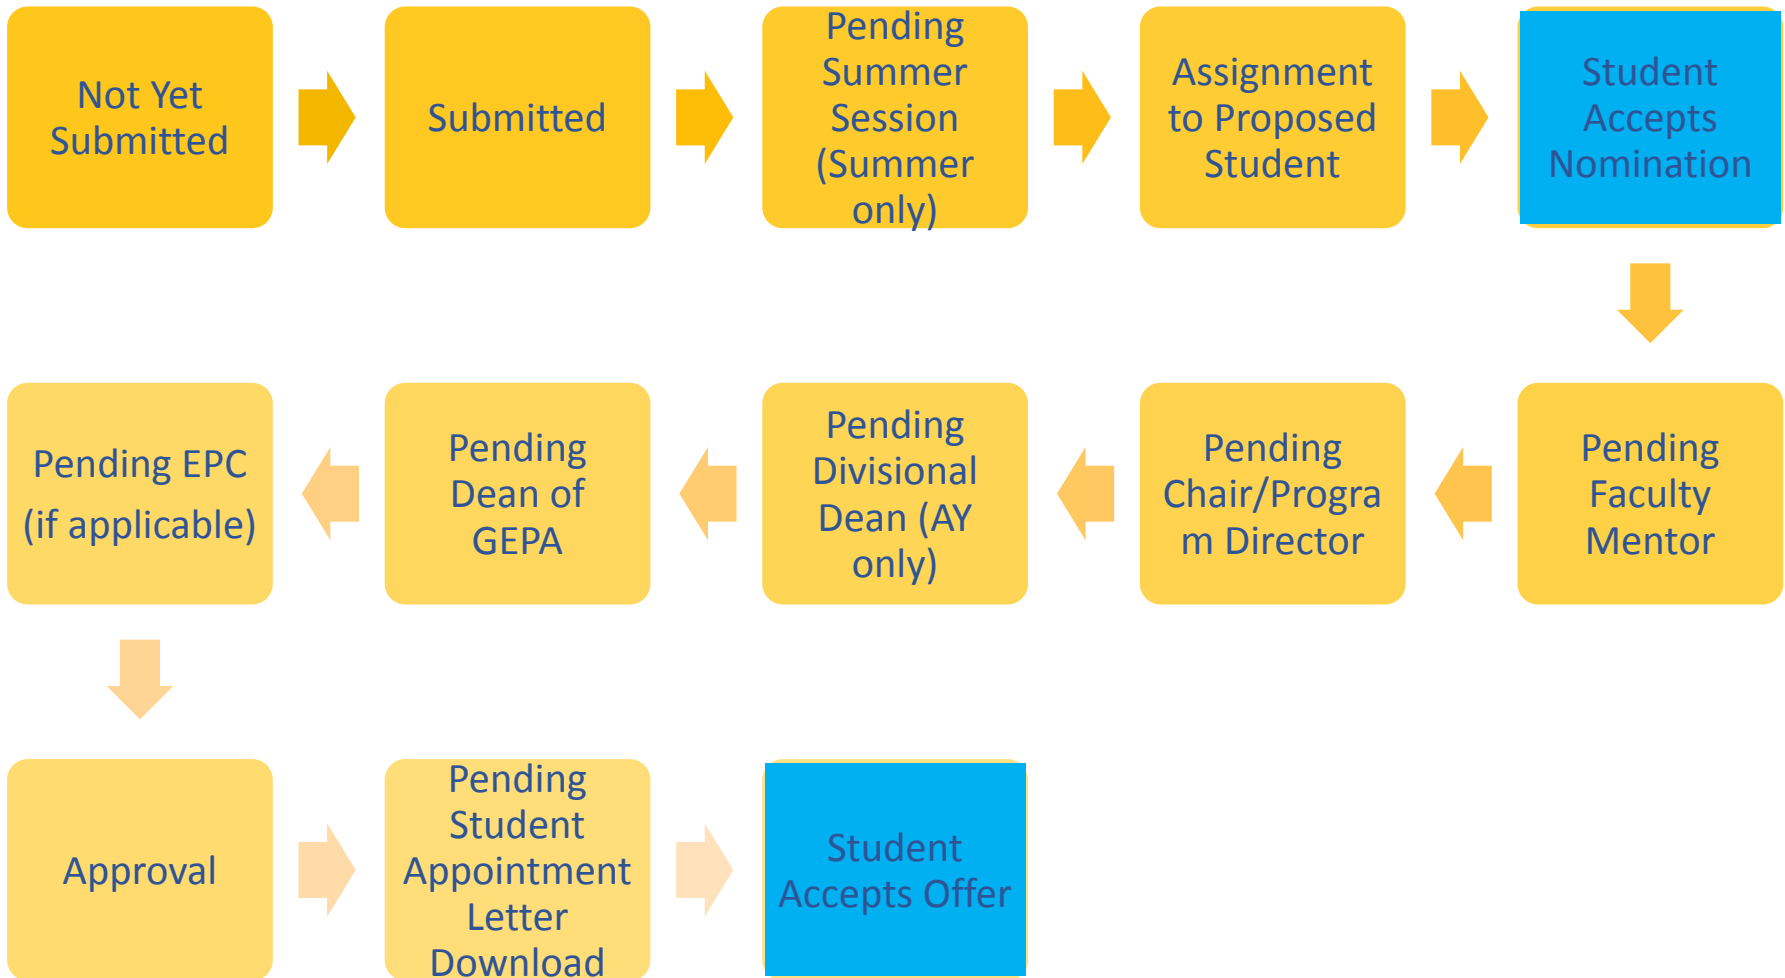 Not Yet
Submitted
Submitted
Pending
Summer
Session
(Summer
only)
Assignment
to Proposed
Student
Student
Accepts
Nomination
Pending
Faculty
Mentor
Pending
Chair/Progra
m Director
Pending
Divisional
Dean (AY
only)
Pending
Dean of
GEPA
Pending EPC
(if applicable)
Approval
Pending
Student
Appointment
Letter
Download
Student
Accepts Offer